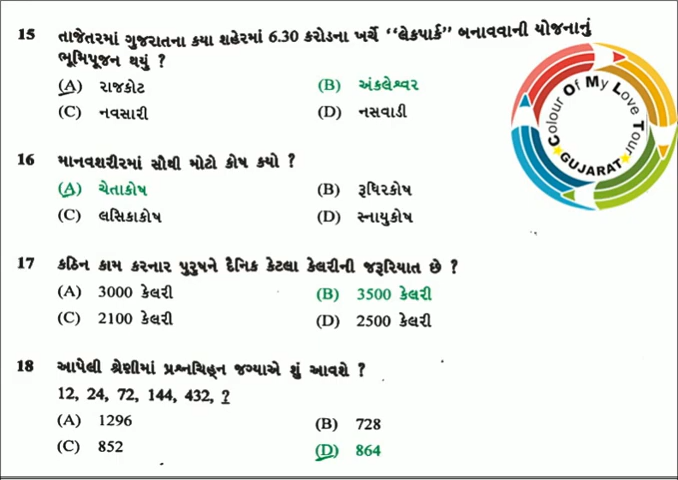 15 તાજેતરમાં ગુજરાતના કયા શહેરમાં 6.30 કરોડના ખર્ચે “લેકપાર્ક” બનાવવાની યોજનાનું
ભૂમિપૂજન થયું ?
(A) રાજકોટ (B) અંકલેશ્વર
(C) નવસારી (D) નસવાડી
16 માનવશરીરમાં સૌથી મોટો કોષ કયો ?
(A) ચેતાકોષ (B) રૂધિરકોષ
(C) લસિકાકોષ (D) સ્નાયુકોષ
17 કઠિન કામ કરનાર પુરુષને દૈનિક કેટલા કેલરીની જરૂરિયાત છે ?
(A) 3000 કેલરી (B) 3500 કેલરી
(C) 2100 કેલરી (D) 2500 કેલરી
18 આપેલી શ્રેણીમાં પ્રશ્નચિહ્ન જગ્યાએ શું આવશે ?
12, 24, 72, 144, 432, ?
(A) 1296 (B) 728
(C) 852 (D) 864
Colour Of My Love Tour
GUJARAT